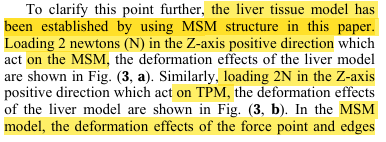 To clarify this point further, the liver tissue model has
been established by using MSM structure in this paper.
Loading 2 newtons (N) in the Z-axis positive direction which
act on the MSM, the deformation effects of the liver model
are shown in Fig. (3, a). Similarly, loading 2N in the Z-axis
positive direction which act on TPM, the deformation effects
of the liver model are shown in Fig. (3, b). In the MSM
model, the deformation effects of the force point and edges